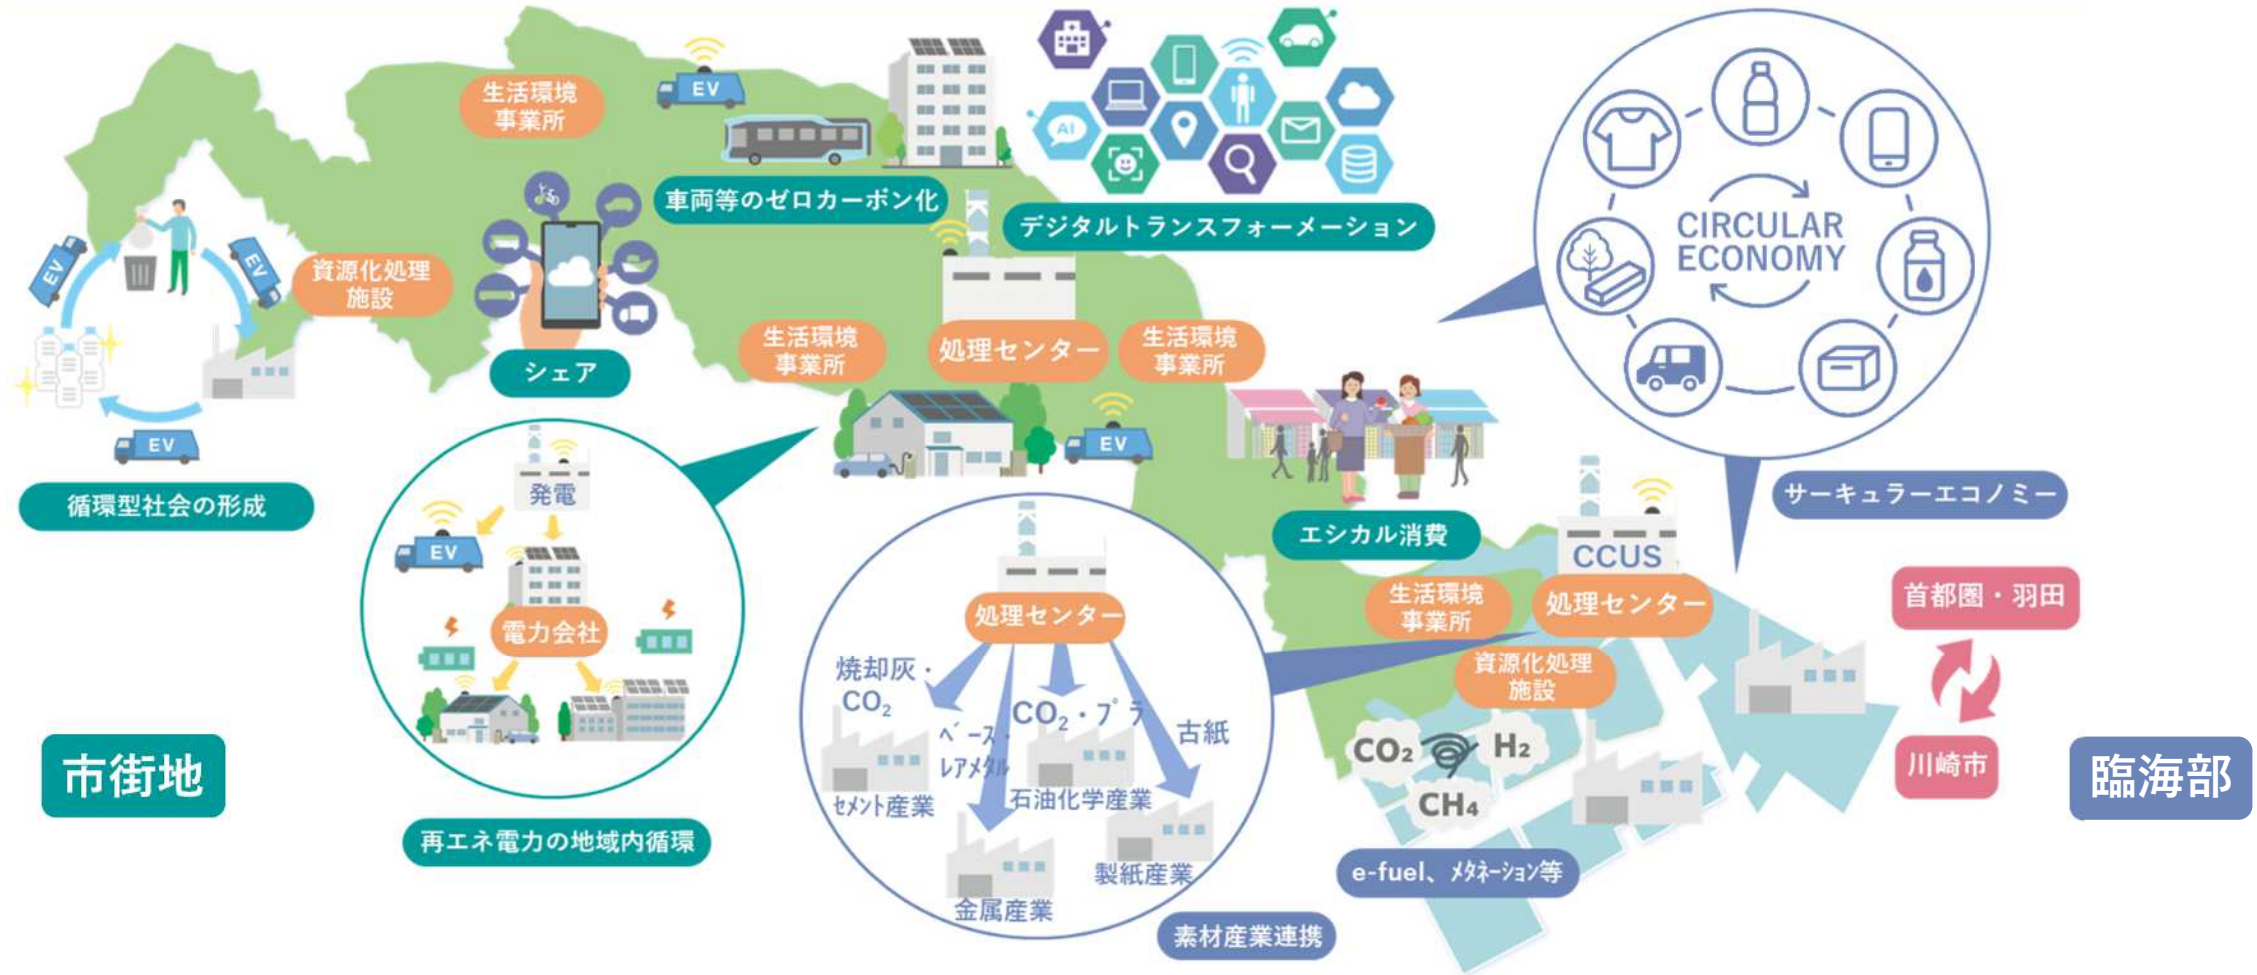 生活環境
事業所
EV
車両等のゼロカーボン化
AI
デジタルトランスフォーメーション
CIRCULAR
ECONOMY
サーキュラーエコノミー
EV
EV
EV
循環型社会の形成
資源化処理
施設
シェア
生活環境
事業所
処理センター
生活環境
事業所
EV
エシカル消費
発電
EV
電力会社
再エネ電力の地域内循環
市街地
処理センター
焼却灰・
CO₂
セメント産業
ベース・
レアメタル
金属産業
CO₂・プラ
石油化学産業
古紙
製紙産業
素材産業連携
CCUS
処理センター
生活環境
事業所
資源化処理
施設
CO₂
H₂
CH₄
e-fuel、メタネーション等
首都圏・羽田
川崎市
臨海部